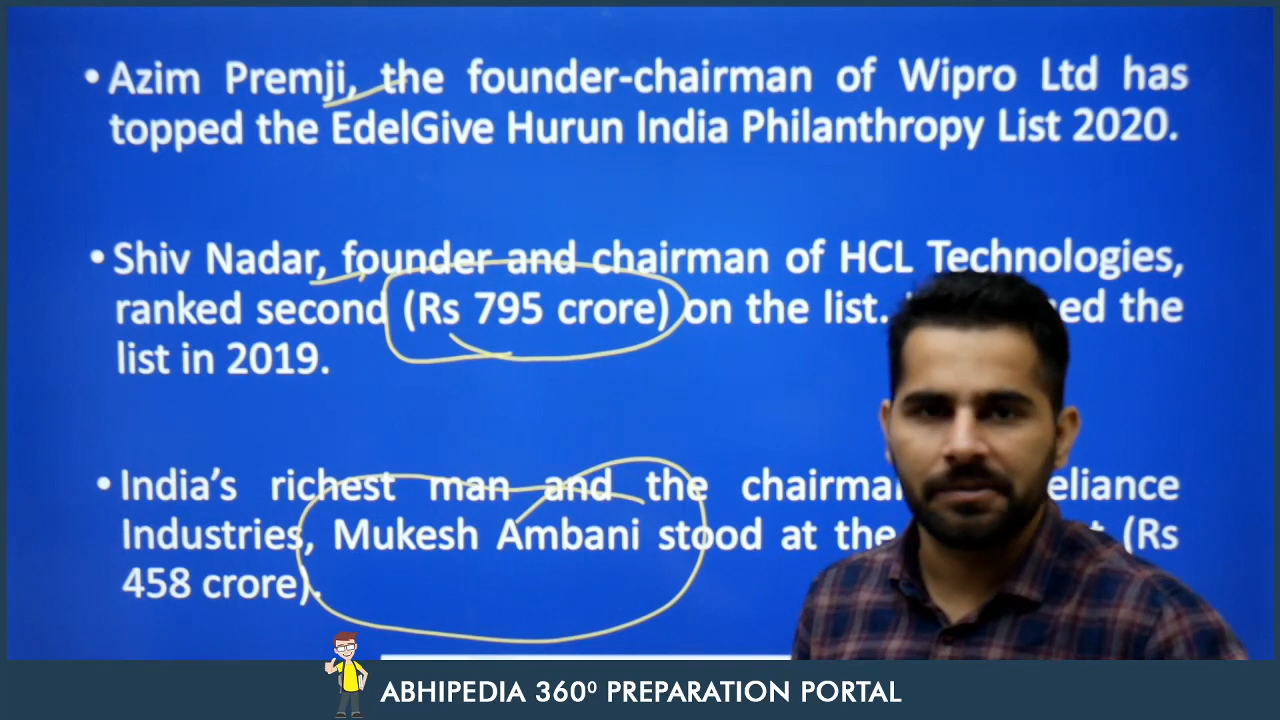 • Azim Premji, the founder-chairman of Wipro Ltd has
topped the EdelGive Hurun India Philanthropy List 2020.
• Shiv Nadar, founder and chairman of HCL Technologies,
ranked second (Rs 795 crore) on the list. the
list in 2019.
• India's richest man and the
Industries, Mukesh Ambani stood at the (Rs
458 crore).
ABHIPEDIA 360⁰ PREPARATION PORTAL